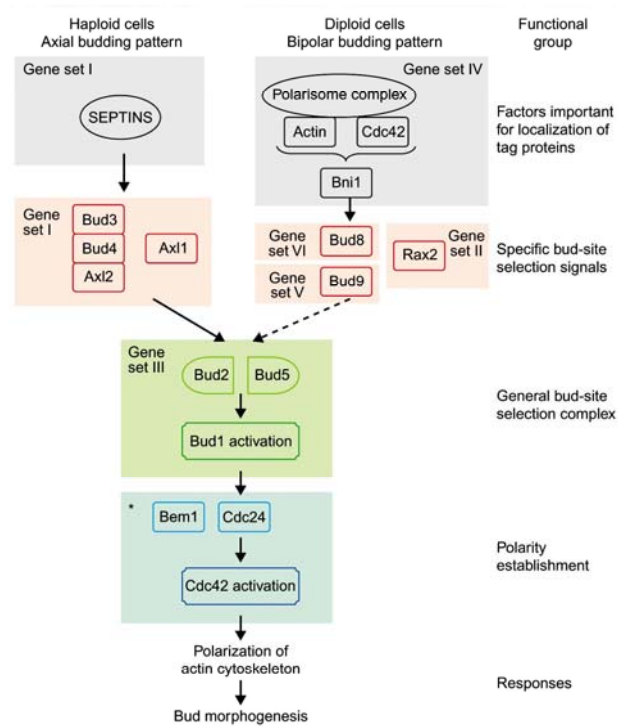 Haploid cells
Axial budding pattern
Diploid cells
Bipolar budding pattern
Functional
group
Gene set I
SEPTINS
Gene set IV
Polarisome complex
Actin
Cdc42
Bni1
Factors important
for localization of
tag proteins
Gene
set I
Bud3
Bud4
Axl2
Axl1
Gene
set VI
Bud8
Gene
set V
Bud9
Rax2
Gene
set II
Specific bud-site
selection signals
Gene
set III
Bud2
Bud5
Bud1 activation
General bud-site
selection complex
*
Bem1
Cdc24
Cdc42 activation
Polarity
establishment
Polarization of
actin cytoskeleton
Bud morphogenesis
Responses